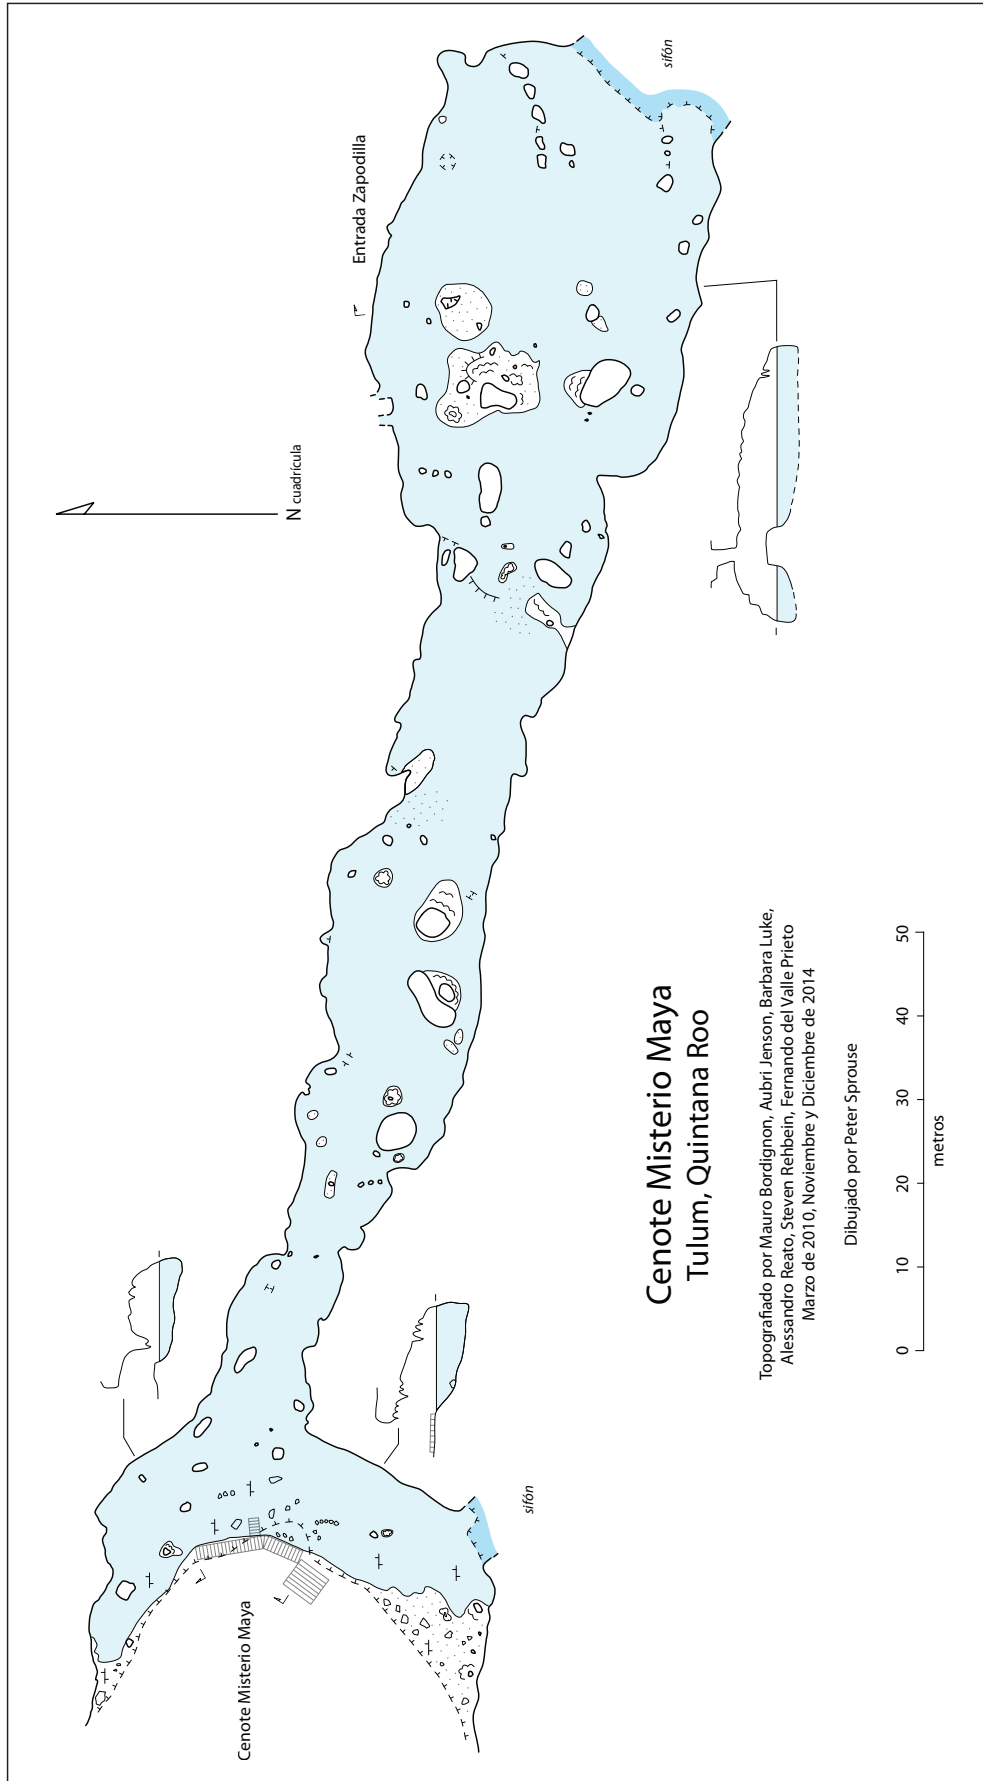 sifón
Entrada Zapodilla
N cuadrícula
Cenote Misterio Maya
Tulum, Quintana Roo
Topografiado por Mauro Bordignon, Aubri Jenson, Barbara Luke,
Alessandro Reato, Steven Rehbein, Fernando del Valle Prieto
Marzo de 2010, Noviembre y Diciembre de 2014
Dibujado por Peter Sprouse
0 10 20 30 40 50
metros
sifón
Cenote Misterio Maya